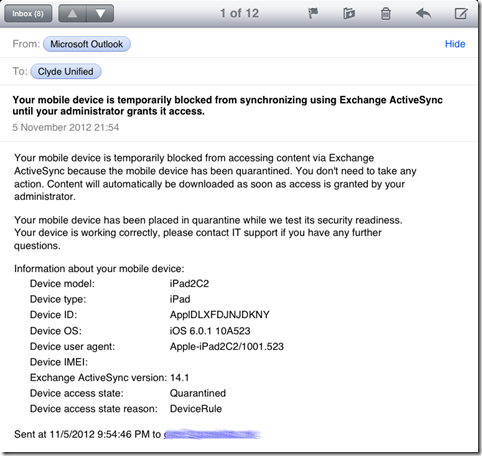 Inbox (8)
1 of 12
From: Microsoft Outlook
Hide
To: Clyde Unified
Your mobile device is temporarily blocked from synchronizing using Exchange ActiveSync
until your administrator grants it access.
5 November 2012 21:54
Your mobile device is temporarily blocked from accessing content via Exchange
ActiveSync because the mobile device has been quarantined. You don't need to take any
action. Content will automatically be downloaded as soon as access is granted by your
administrator.
Your mobile device has been placed in quarantine while we test its security readiness.
Your device is working correctly, please contact IT support if you have any further
questions.
Information about your mobile device:
Device model: iPad2C2
Device type: iPad
Device ID: ApplDLXFDJNJDKNY
Device OS: iOS 6.0.1 10A523
Device user agent: Apple-iPad2C2/1001.523
Device IMEI:
Exchange ActiveSync version: 14.1
Device access state: Quarantined
Device access state reason: DeviceRule
Sent at 11/5/2012 9:54:46 PM to